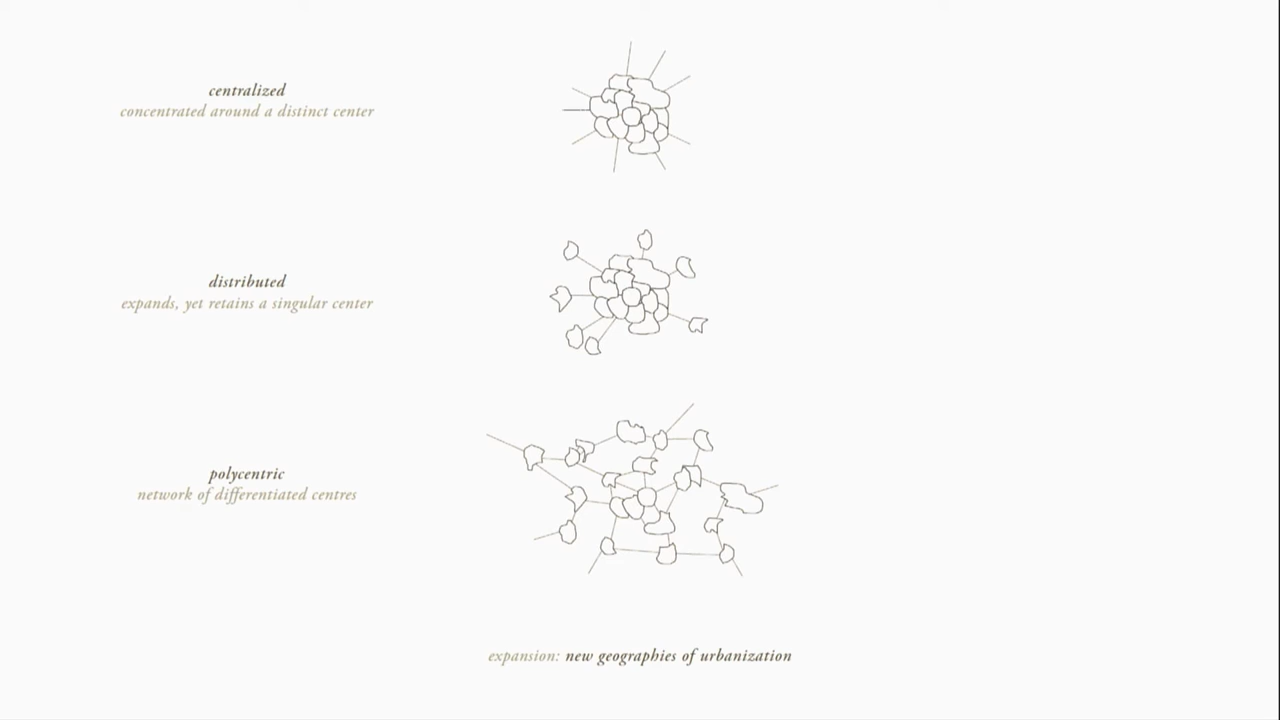 centralized
concentrated around a distinct center
distributed
expands, yet retains a singular center
polycentric
network of differentiated centres
expansion: new geographies of urbanization